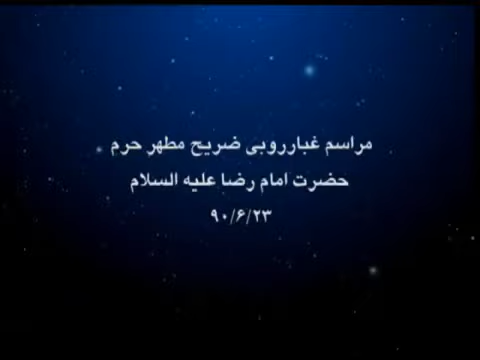 مراسم غبارروبی ضریح مطهر حرم
حضرت امام رضا علیه السلام
۹۰/۶/۲۳